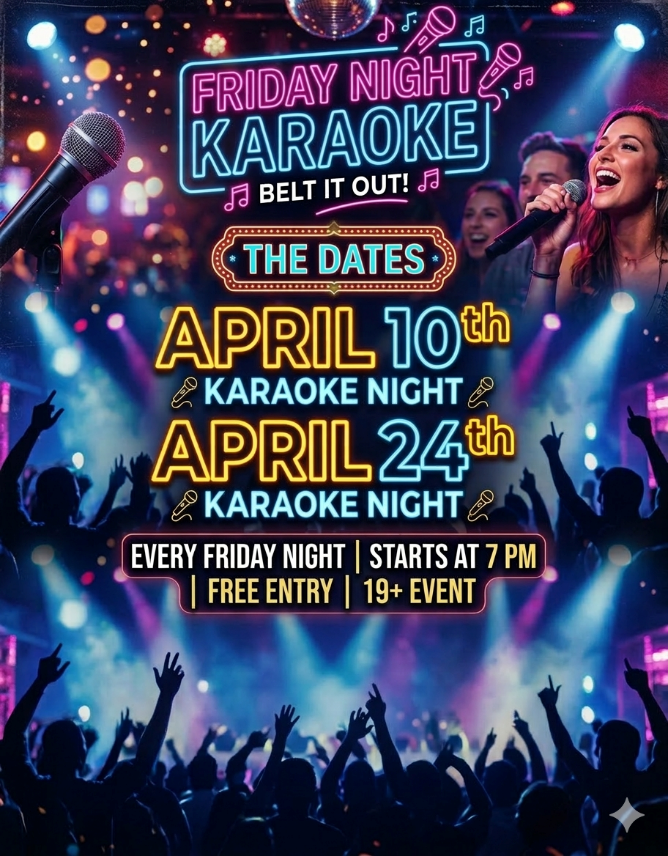 FRIDAY NIGHT
KARAOKE
BELT IT OUT!
THE DATES
APRIL 10th
KARAOKE NIGHT
APRIL 24th
KARAOKE NIGHT
EVERY FRIDAY NIGHT | STARTS AT 7 PM
| FREE ENTRY | 19+ EVENT